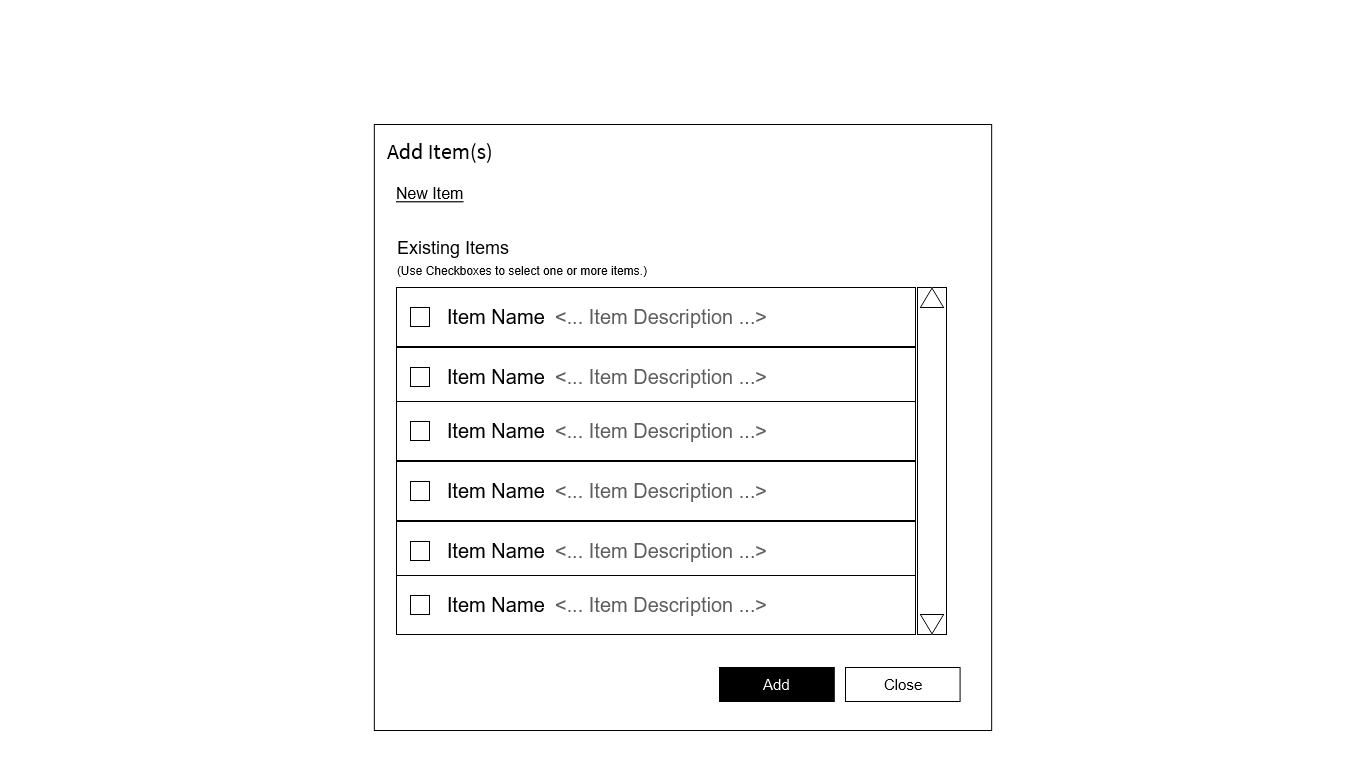 Add Item(s)
New Item
Existing Items
(Use Checkboxes to select one or more items.)
Item Name <... Item Description ...>
Item Name <... Item Description ...>
Item Name <... Item Description ...>
Item Name <... Item Description ...>
Item Name <... Item Description ...>
Item Name <... Item Description ...>
Add Close